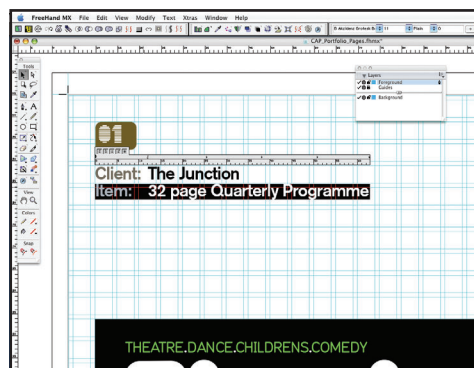 FreeHand MX File Edit View Modify Text Xtras Window Help
CAP_Portfolio_Pages.fhmx*
Tools
View
Colors
Snap
Layers
Foreground
Guides
Background
01
Client: The Junction
Item: 32 page Quarterly Programme
THEATRE.DANCE.CHILDRENS.COMEDY